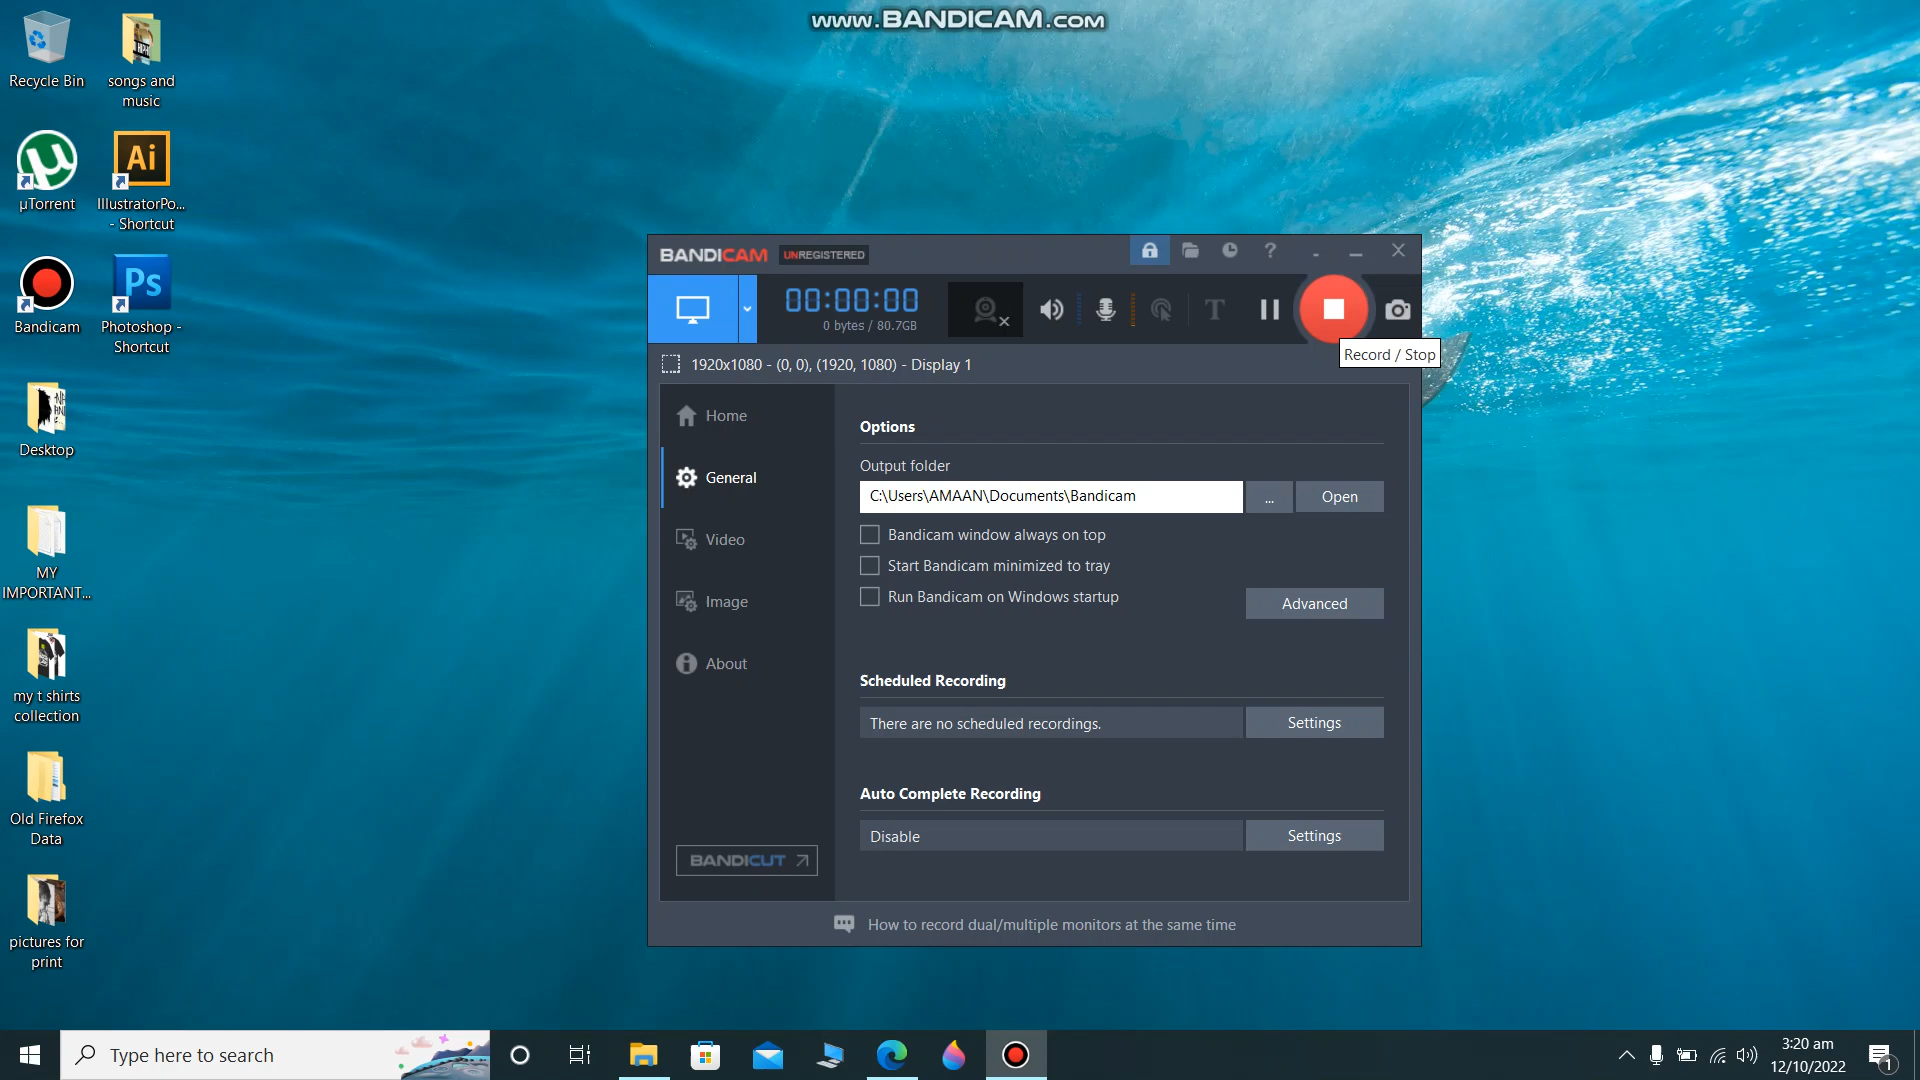 www.BANDICAM.com
Recycle Bin
songs and
music
µTorrent
Ai
IllustratorPo...
- Shortcut
Bandicam
Ps
Photoshop -
Shortcut
Desktop
MY
IMPORTANT...
my t shirts
collection
Old Firefox
Data
pictures for
print
BANDICAM UNREGISTERED
00:00:00
0 bytes / 80.7GB
Record / Stop
1920x1080 - (0, 0), (1920, 1080) - Display 1
Home
General
Video
Image
About
BANDICUT
Options
Output folder
C:\Users\AMAAN\Documents\Bandicam
...
Open
Bandicam window always on top
Start Bandicam minimized to tray
Run Bandicam on Windows startup
Advanced
Scheduled Recording
There are no scheduled recordings.
Settings
Auto Complete Recording
Disable
Settings
How to record dual/multiple monitors at the same time
Type here to search
3:20 am
12/10/2022
1